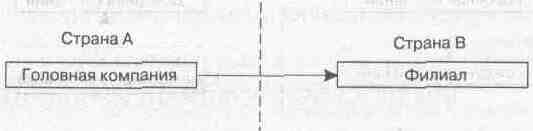 Страна А
Страна В
Головная компания
Филиал